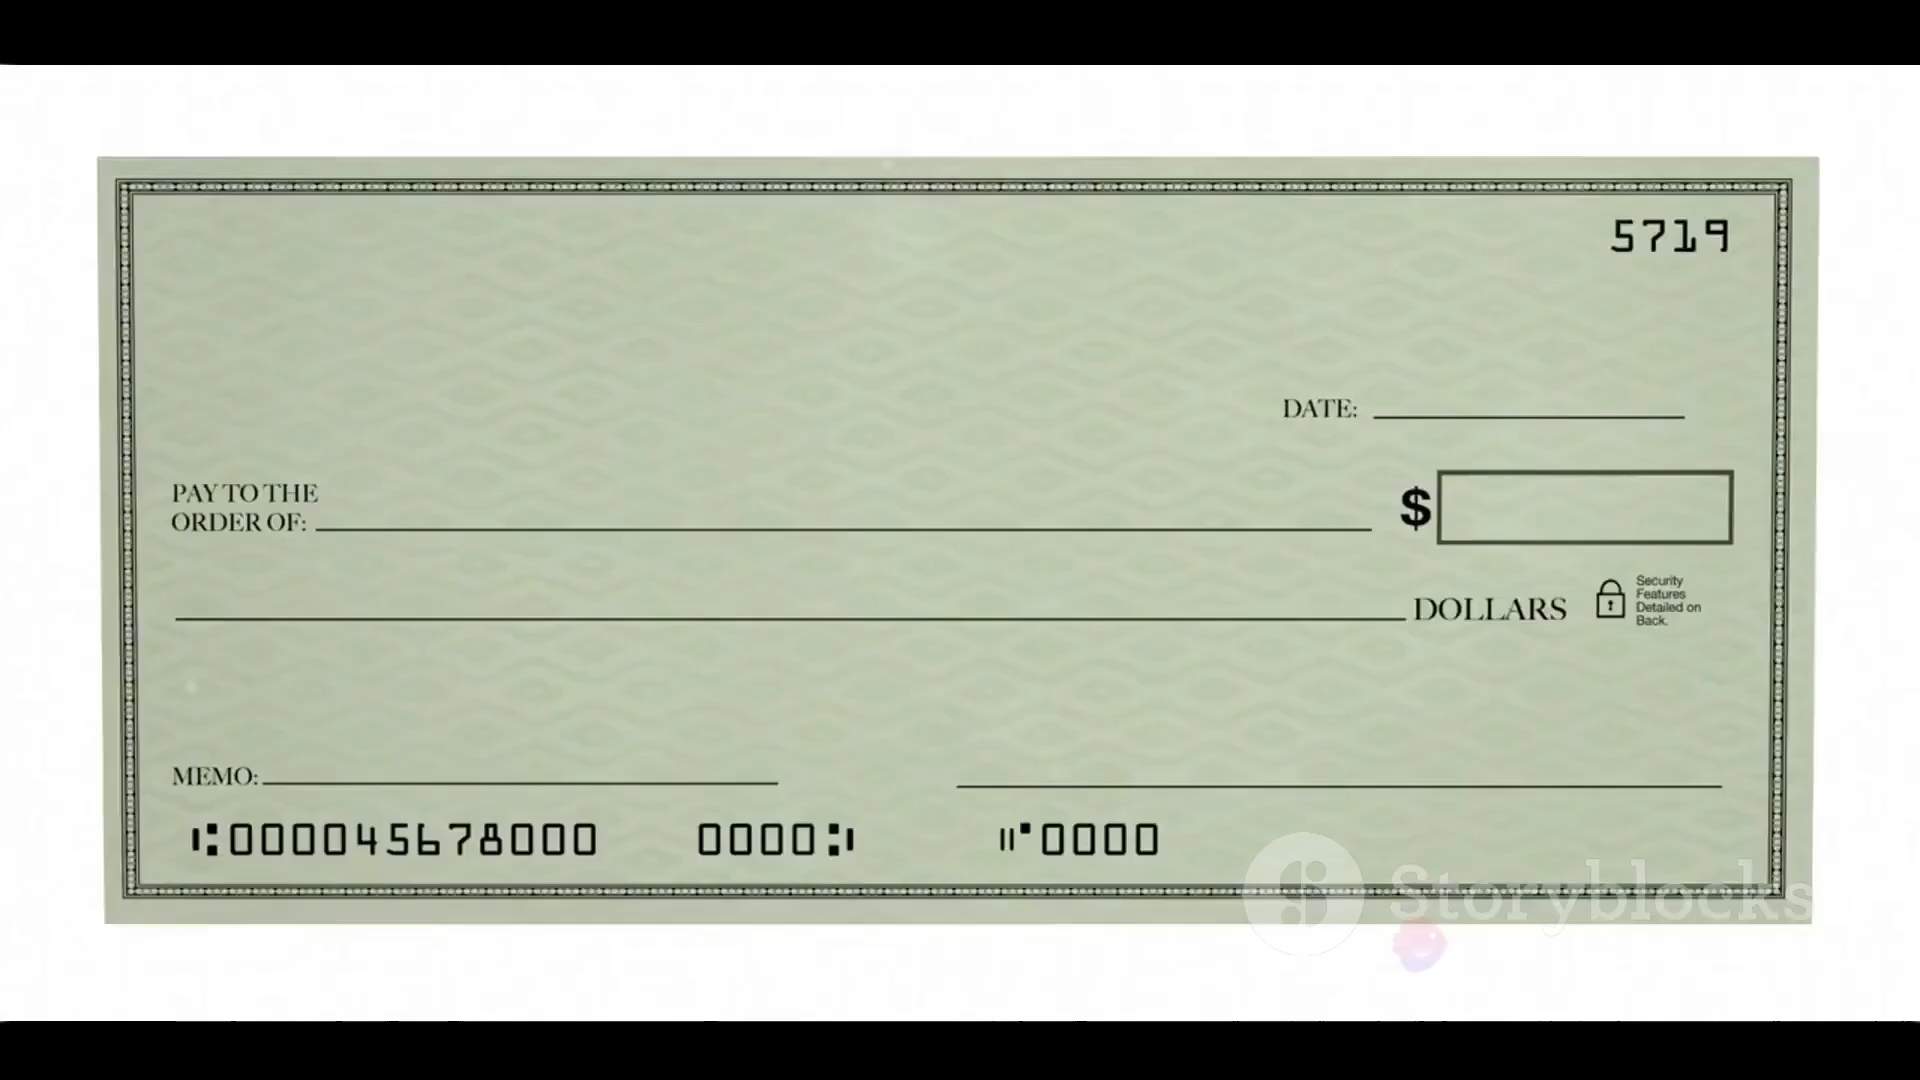 5719
DATE:
PAY TO THE
ORDER OF:
$
DOLLARS
Security
Features
Detailed on
Back.
MEMO:
⑆000045678000 0000⑆ ⑈0000
Storyblocks